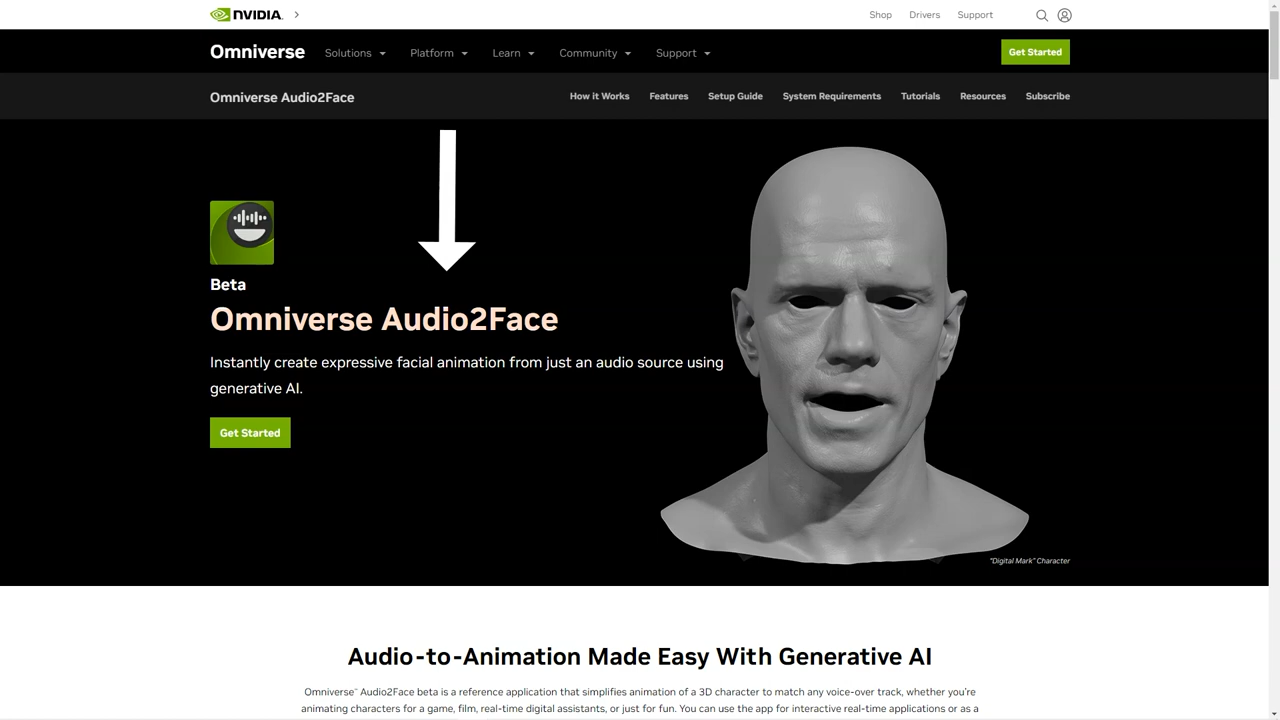 NVIDIA.
Shop Drivers Support
Omniverse Solutions Platform Learn Community Support Get Started
Omniverse Audio2Face How it Works Features Setup Guide System Requirements Tutorials Resources Subscribe
Beta
Omniverse Audio2Face
Instantly create expressive facial animation from just an audio source using
generative AI.
Get Started
"Digital Mark" Character
Audio-to-Animation Made Easy With Generative AI
Omniverse™ Audio2Face beta is a reference application that simplifies animation of a 3D character to match any voice-over track, whether you're
animating characters for a game, film, real-time digital assistants, or just for fun. You can use the app for interactive real-time applications or as a